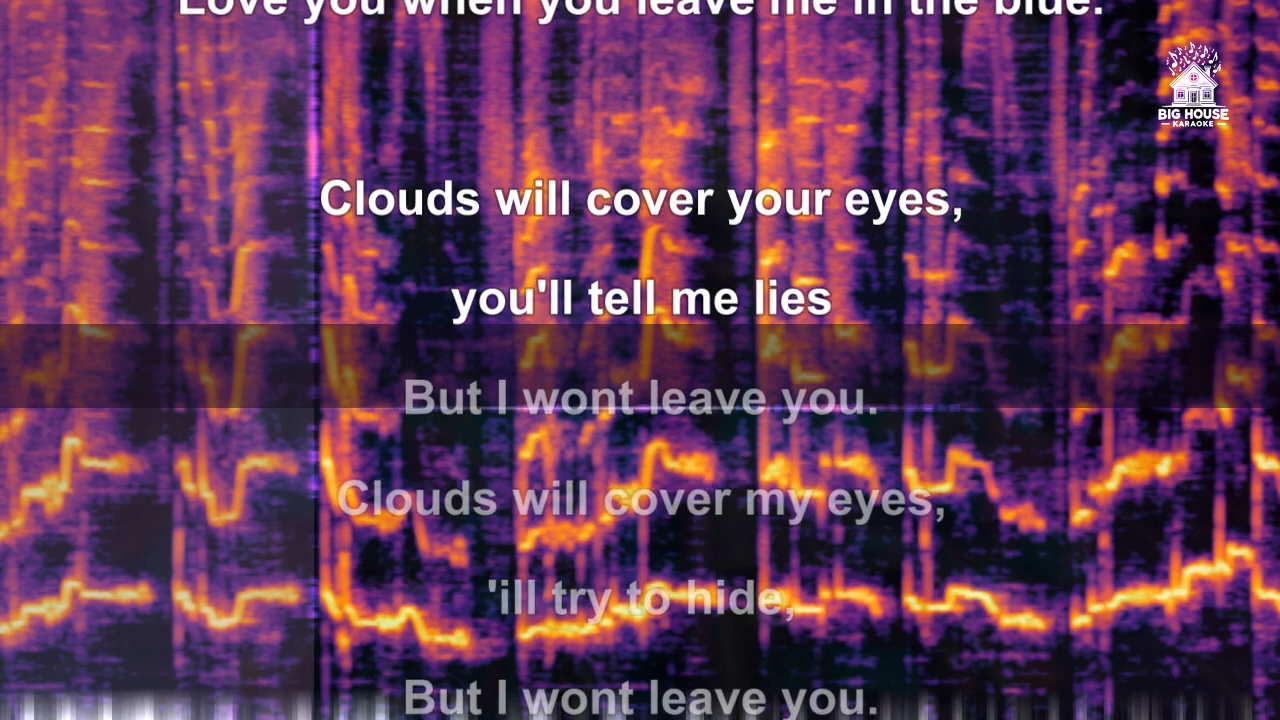 Love you when you leave me in the blue.
BIG HOUSE
KARAOKE
Clouds will cover your eyes,
you'll tell me lies
But I wont leave you.
Clouds will cover my eyes,
'ill try to hide,
But I wont leave you.